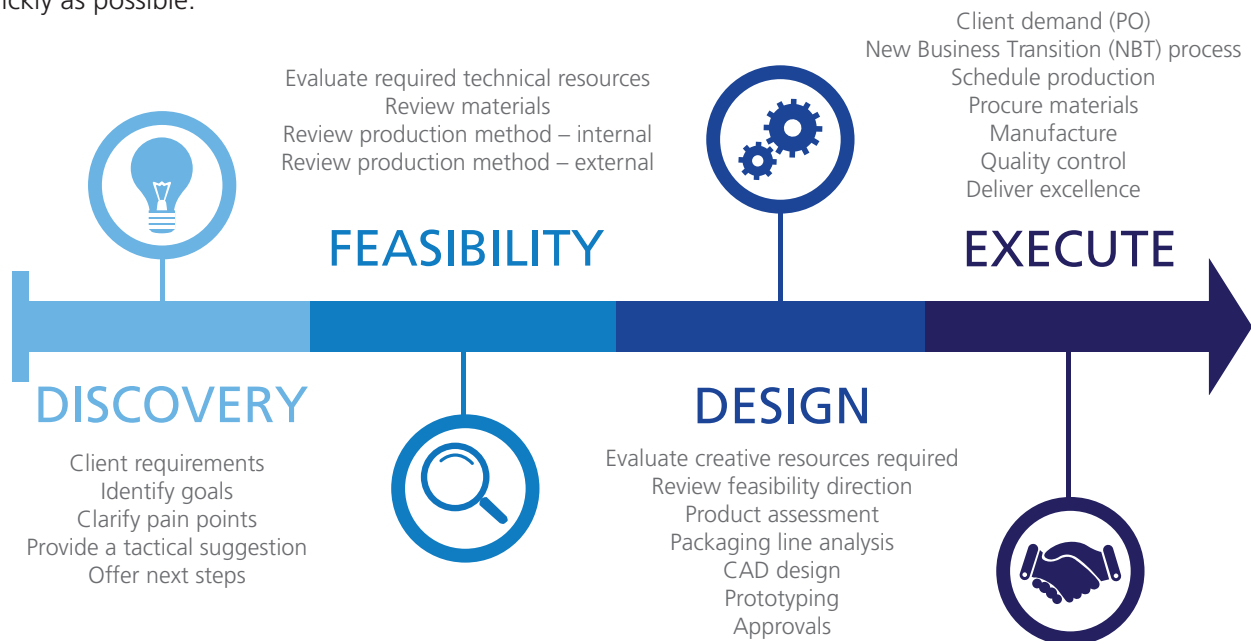 ickly as possible.
Evaluate required technical resources
Review materials
Review production method – internal
Review production method – external
Client demand (PO)
New Business Transition (NBT) process
Schedule production
Procure materials
Manufacture
Quality control
Deliver excellence
FEASIBILITY
EXECUTE
DISCOVERY
Client requirements
Identify goals
Clarify pain points
Provide a tactical suggestion
Offer next steps
DESIGN
Evaluate creative resources required
Review feasibility direction
Product assessment
Packaging line analysis
CAD design
Prototyping
Approvals